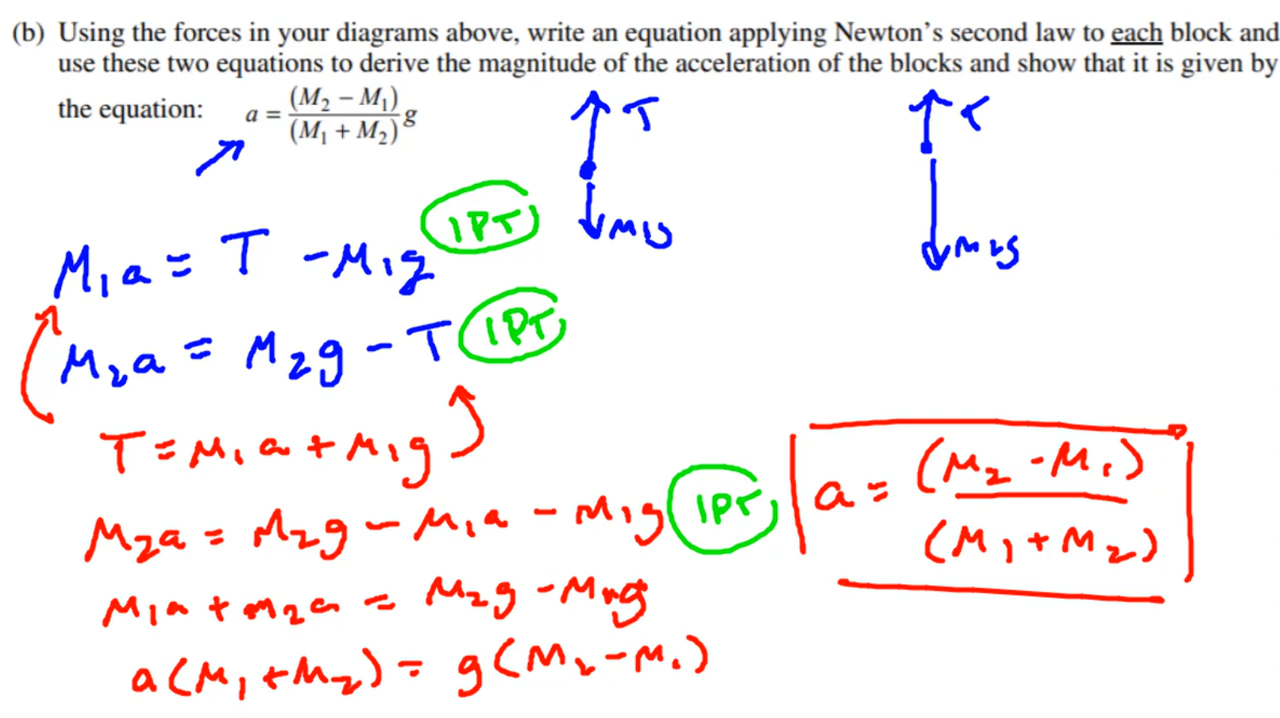 (b) Using the forces in your diagrams above, write an equation applying Newton's second law to each block and
use these two equations to derive the magnitude of the acceleration of the blocks and show that it is given by
the equation: a = (M₂ − M₁)/(M₁ + M₂) g
T
T
M₁g
M₂g
M₁a = T − M₁g 1PT
M₂a = M₂g − T 1PT
T = M₁a + M₁g
M₂a = M₂g − M₁a − M₁g 1PT
M₁a + M₂a = M₂g − M₁g
a(M₁ + M₂) = g(M₂ − M₁)
a = (M₂ − M₁)/(M₁ + M₂)